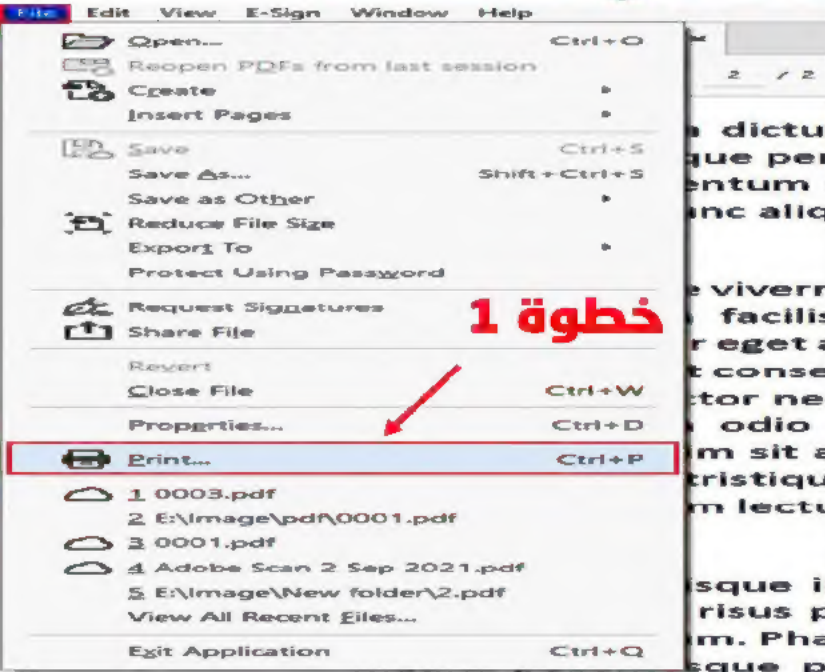 File Edit View E-Sign Window Help
Open... Ctrl+O
Reopen PDFs from last session
2 / 2
Create
Insert Pages
Save Ctrl+S
Save As... Shift+Ctrl+S
Save as Other
Reduce File Size
Export To
Protect Using Password
Request Signatures
خطوة 1
Share File
Revert
Close File Ctrl+W
Properties... Ctrl+D
Print... Ctrl+P
1 0003.pdf
2 E:\Image\pdf\0001.pdf
3 0001.pdf
4 Adobe Scan 2 Sep 2021.pdf
5 E:\Image\New folder\2.pdf
View All Recent Files...
Exit Application Ctrl+Q
dictu
que per
entum
unc aliq
viverr
facilis
r eget a
t conse
tor ne
odio
m sit a
tristiqu
m lectu
sque i
risus p
m. Pha
sque p